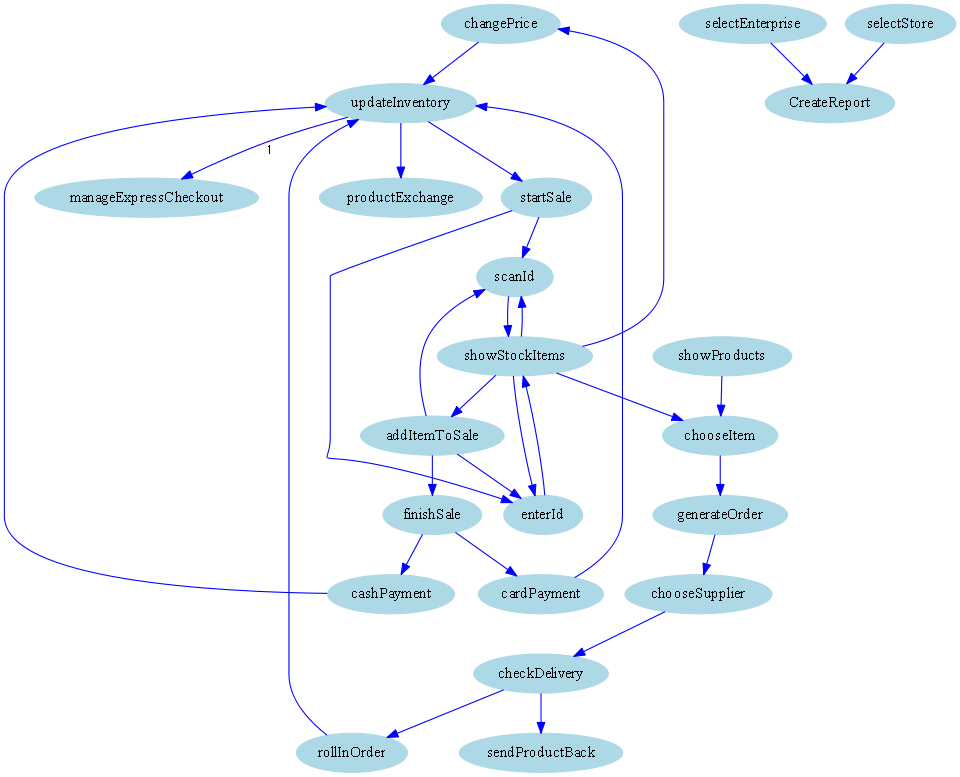 changePrice
selectEnterprise
selectStore
updateInventory
CreateReport
1
manageExpressCheckout
productExchange
startSale
scanId
showStockItems
showProducts
addItemToSale
chooseItem
finishSale
enterId
generateOrder
cashPayment
cardPayment
chooseSupplier
checkDelivery
rollInOrder
sendProductBack